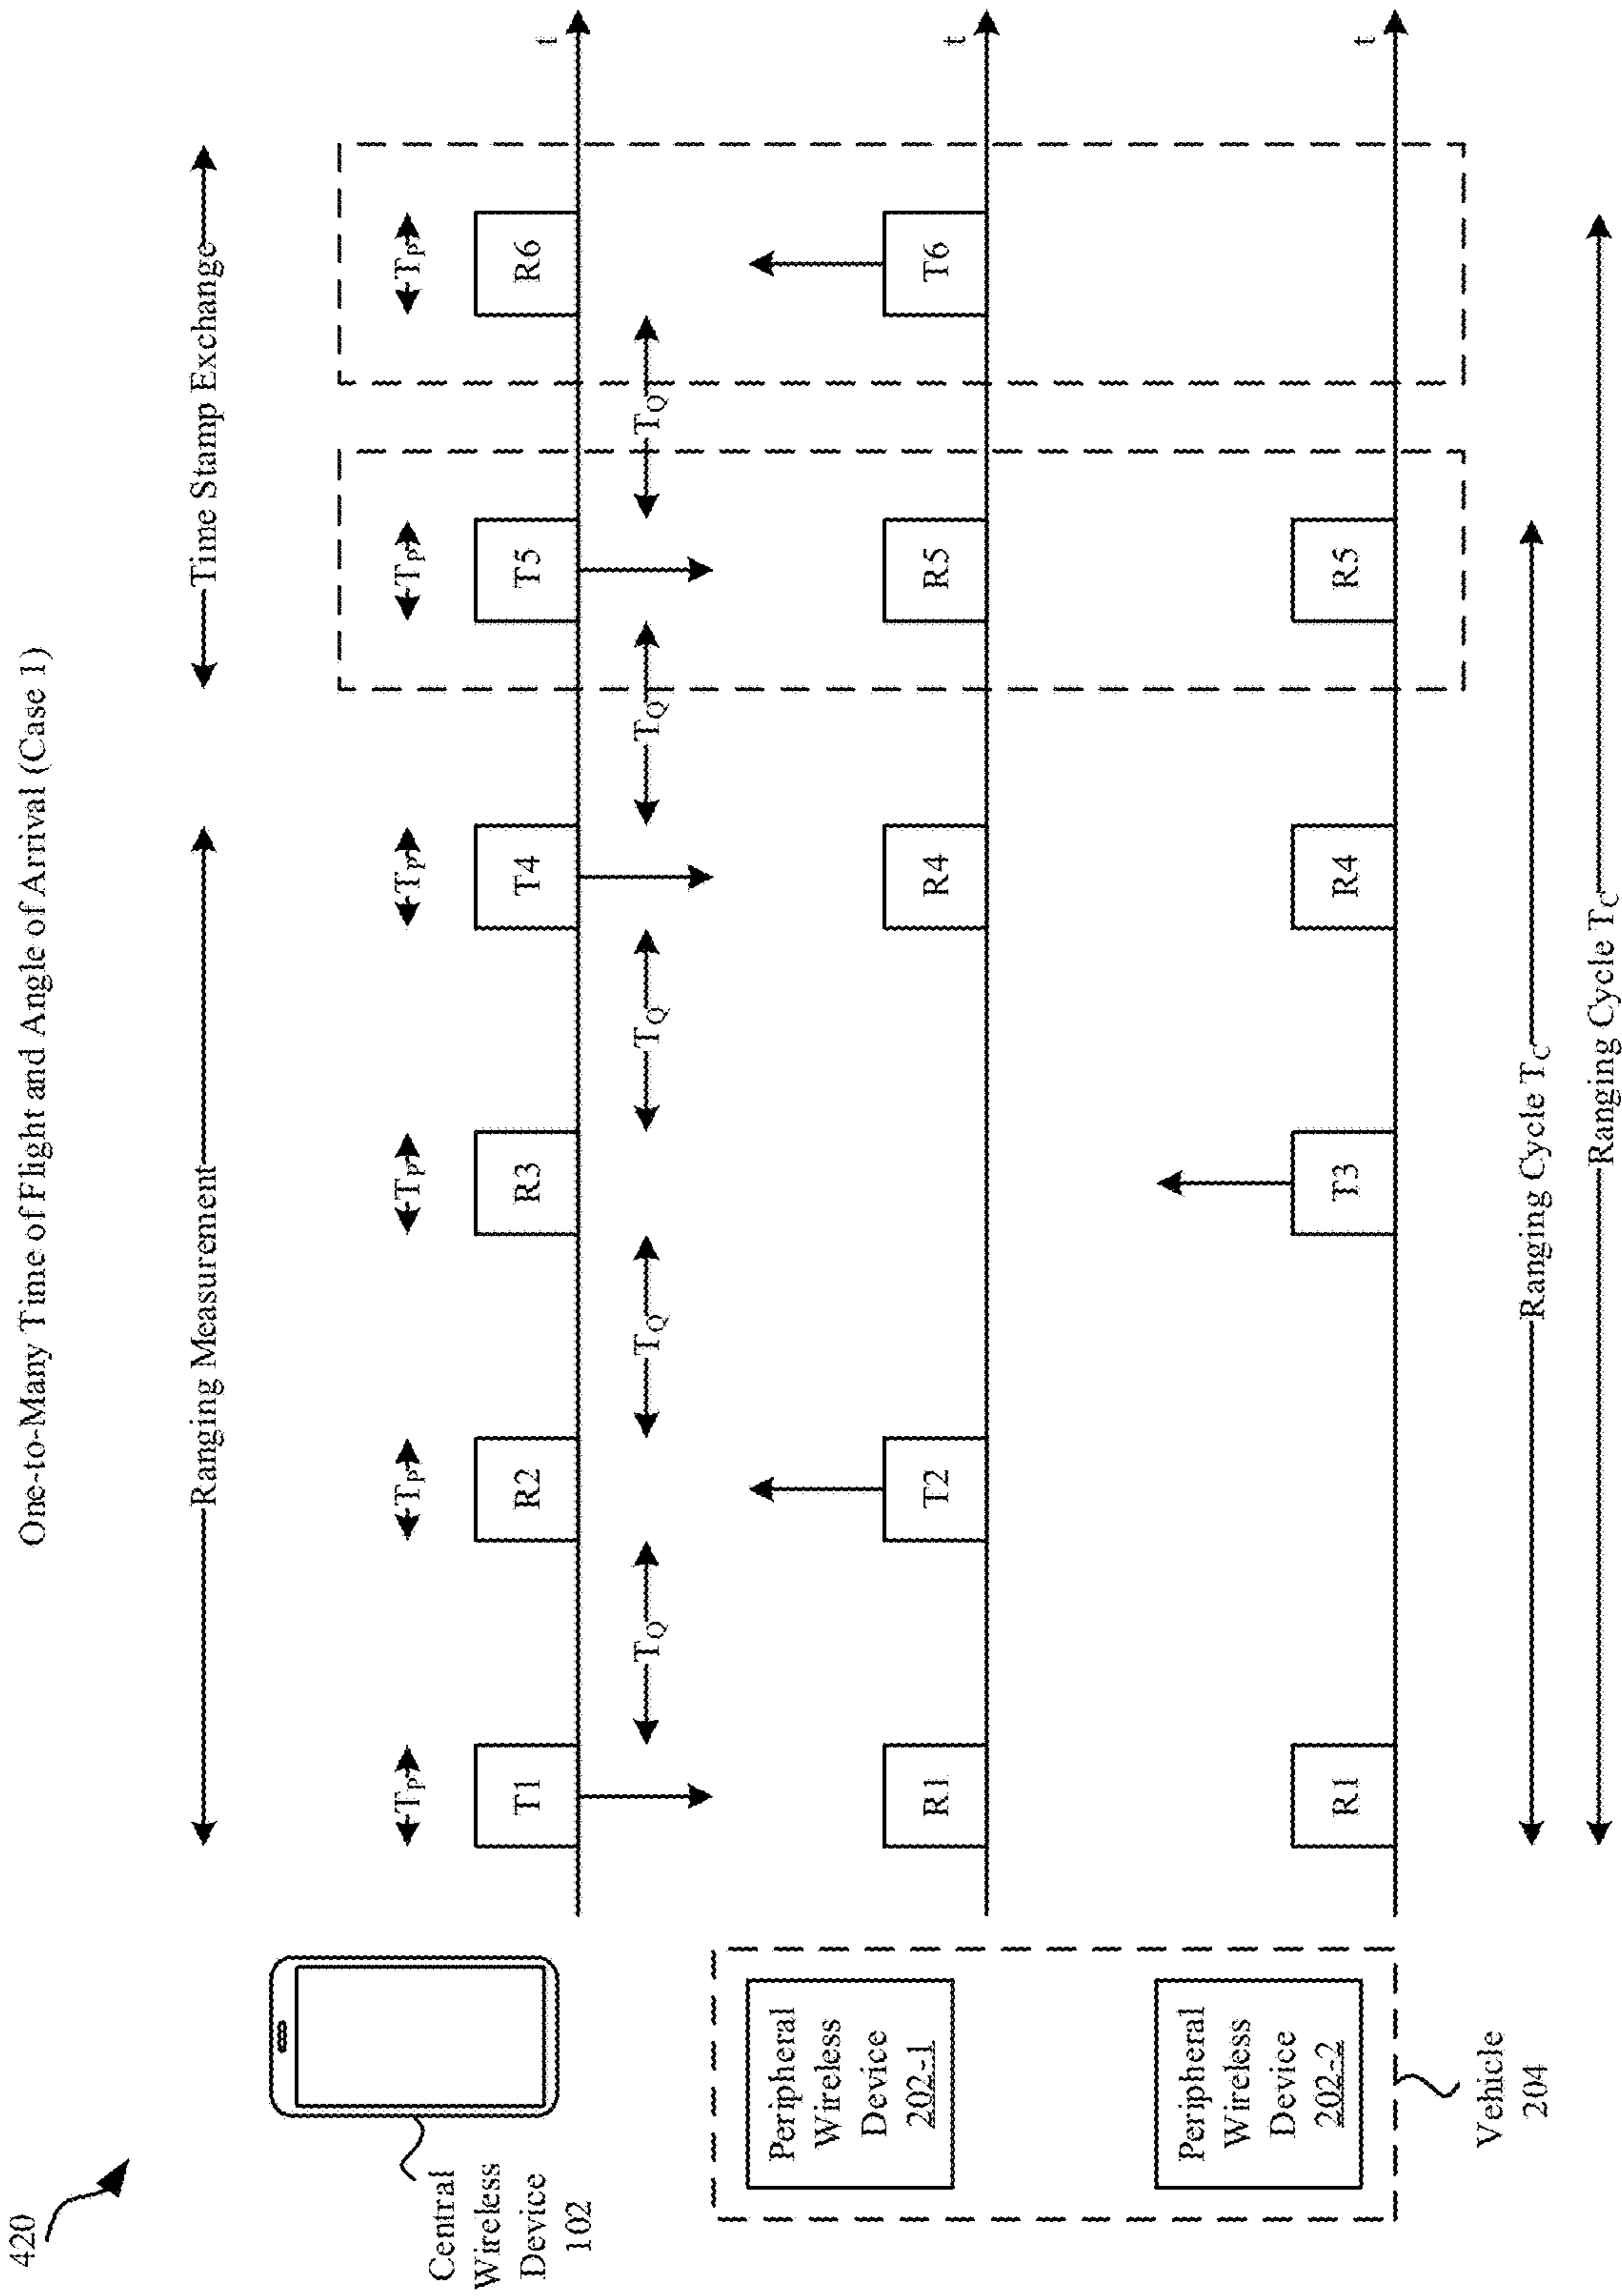 420
One-to-Many Time of Flight and Angle of Arrival (Case 1)
Ranging Measurement
Time Stamp Exchange
TP
TP
TP
TP
TP
TP
Central
Wireless
Device
102
T1
R2
R3
T4
T5
R6
t
TQ
TQ
TQ
TQ
TQ
Peripheral
Wireless
Device
202-1
R1
T2
R4
R5
T6
t
Peripheral
Wireless
Device
202-2
R1
T3
R4
R5
t
Vehicle
204
Ranging Cycle TC
Ranging Cycle TC